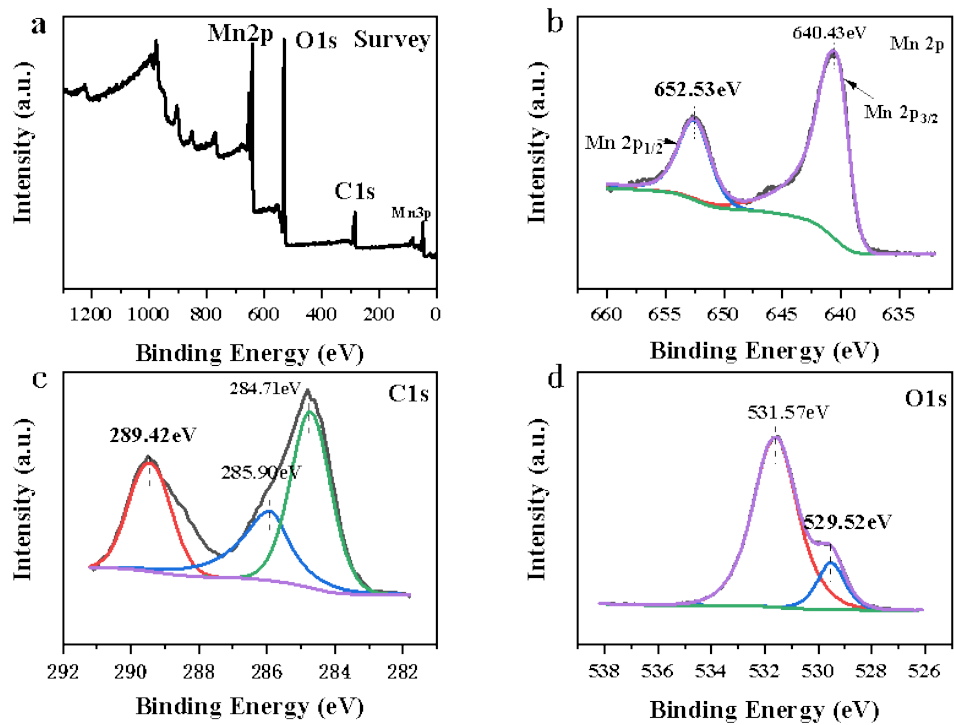 a
Mn2p
O1s
Survey
C1s
Mn3p
Intensity (a.u.)
1200 1000 800 600 400 200 0
Binding Energy (eV)
b
640.43eV
Mn 2p
652.53eV
Mn 2p3/2
Mn 2p1/2
Intensity (a.u.)
660 655 650 645 640 635
Binding Energy (eV)
c
284.71eV
C1s
289.42eV
285.90eV
Intensity (a.u.)
292 290 288 286 284 282
Binding Energy (eV)
d
O1s
531.57eV
529.52eV
Intensity (a.u.)
538 536 534 532 530 528 526
Binding Energy (eV)